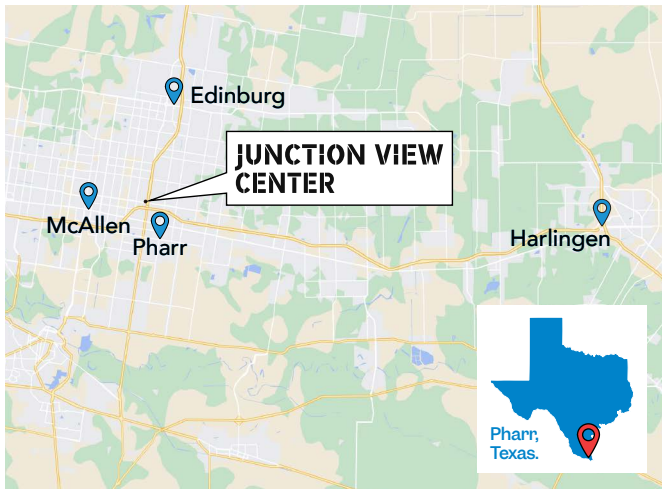 Edinburg
JUNCTION VIEW
CENTER
McAllen
Pharr
Harlingen
Pharr,
Texas.